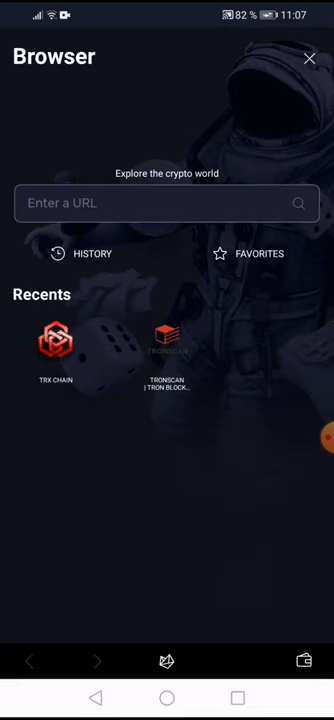 82 % 11:07
Browser
Explore the crypto world
Enter a URL
HISTORY
FAVORITES
Recents
TRONSCAN
TRX CHAIN
TRONSCAN
| TRON BLOCK...